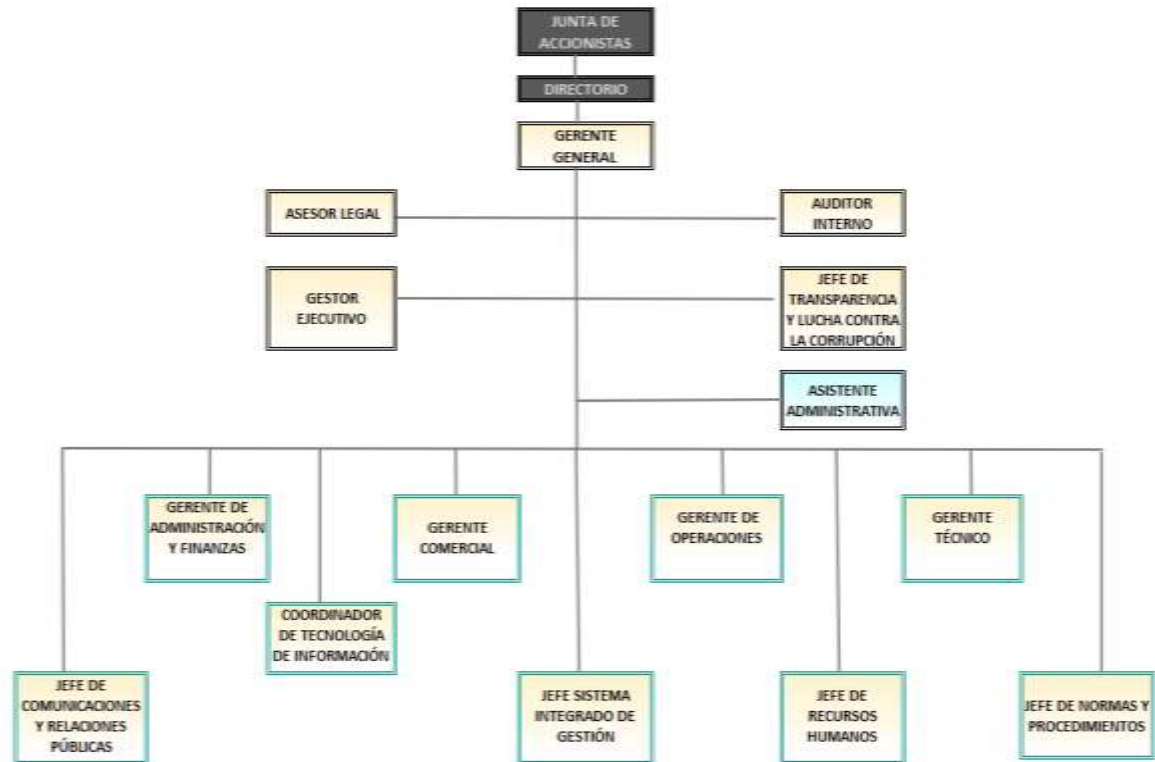 JUNTA DE
ACCIONISTAS
DIRECTORIO
GERENTE
GENERAL
ASESOR LEGAL
AUDITOR
INTERNO
GESTOR
EJECUTIVO
JEFE DE
TRANSPARENCIA
Y LUCHA CONTRA
LA CORRUPCIÓN
ASISTENTE
ADMINISTRATIVA
GERENTE DE
ADMINISTRACIÓN
Y FINANZAS
GERENTE
COMERCIAL
GERENTE DE
OPERACIONES
GERENTE
TÉCNICO
COORDINADOR
DE TECNOLOGÍA
DE INFORMACIÓN
JEFE DE
COMUNICACIONES
Y RELACIONES
PÚBLICAS
JEFE SISTEMA
INTEGRADO DE
GESTIÓN
JEFE DE
RECURSOS
HUMANOS
JEFE DE NORMAS Y
PROCEDIMIENTOS